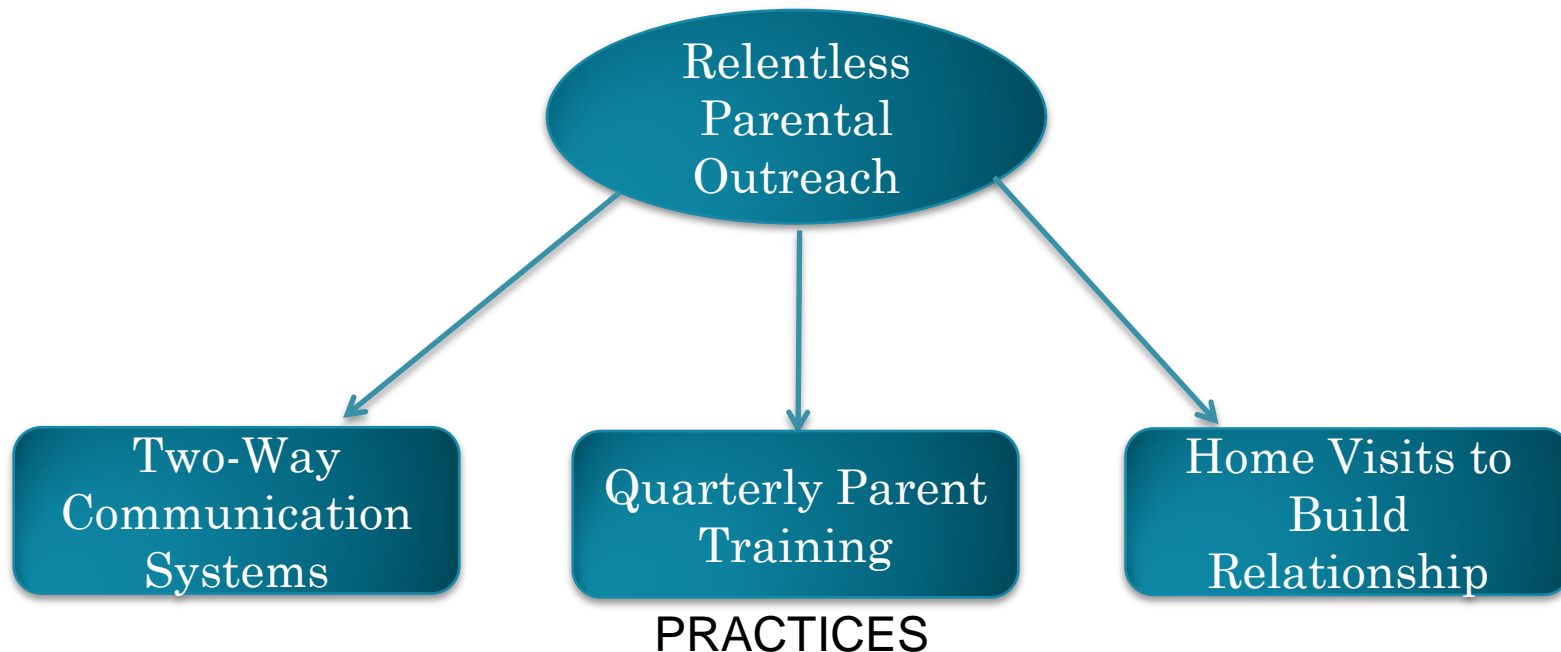 Relentless
Parental
Outreach
Two-Way
Communication
Systems
Quarterly Parent
Training
Home Visits to
Build
Relationship
PRACTICES